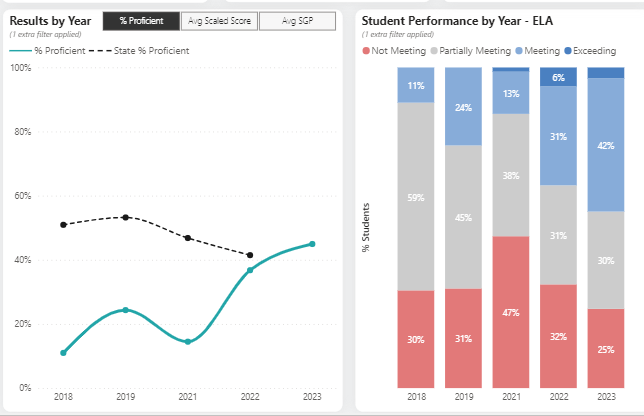 Results by Year
% Proficient
Avg Scaled Score
Avg SGP
(1 extra filter applied)
% Proficient
State % Proficient
100%
80%
60%
40%
20%
0%
2018
2019
2021
2022
2023
Student Performance by Year - ELA
(1 extra filter applied)
Not Meeting
Partially Meeting
Meeting
Exceeding
% Students
11%
59%
30%
24%
45%
31%
13%
38%
47%
6%
31%
31%
32%
42%
30%
25%
2018
2019
2021
2022
2023